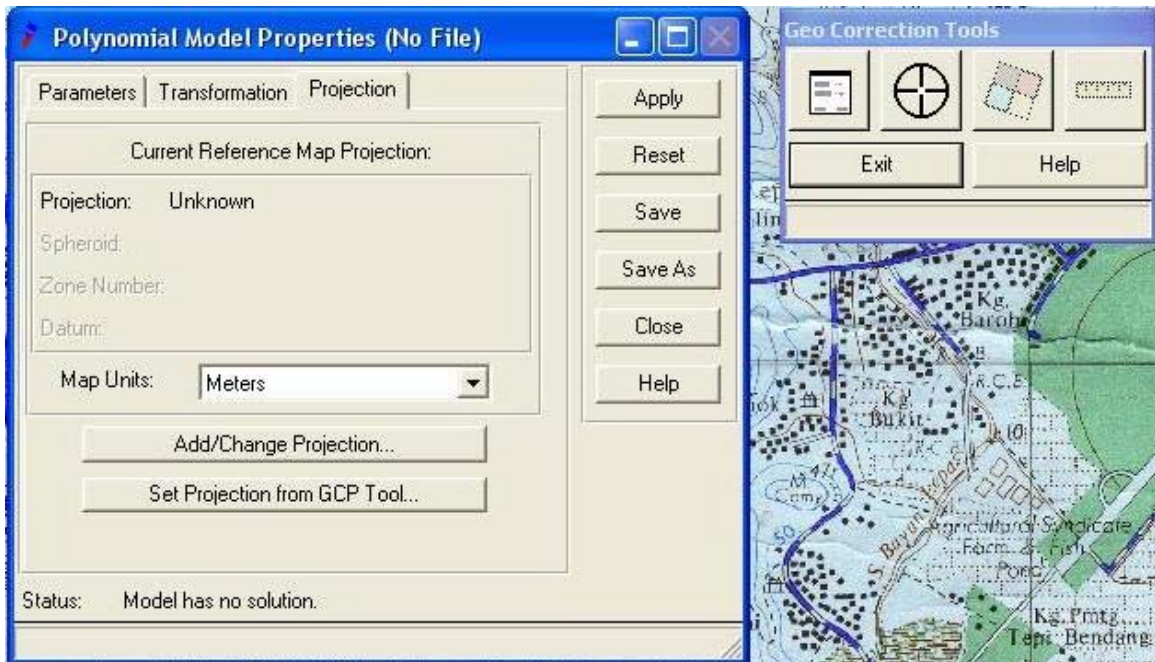 Polynomial Model Properties (No File)
Parameters
Transformation
Projection
Current Reference Map Projection:
Projection: Unknown
Spheroid:
Zone Number:
Datum:
Map Units: Meters
Add/Change Projection...
Set Projection from GCP Tool...
Status: Model has no solution.
Apply
Reset
Save
Save As
Close
Help
Geo Correction Tools
Exit
Help
Kg.
Baroh
Kg.
Bukit
50
S. Bayan Lepas
Agricultural Syndicate
Farm & Fish
Pond
Kg. Pmtg.
Tepi Bendang